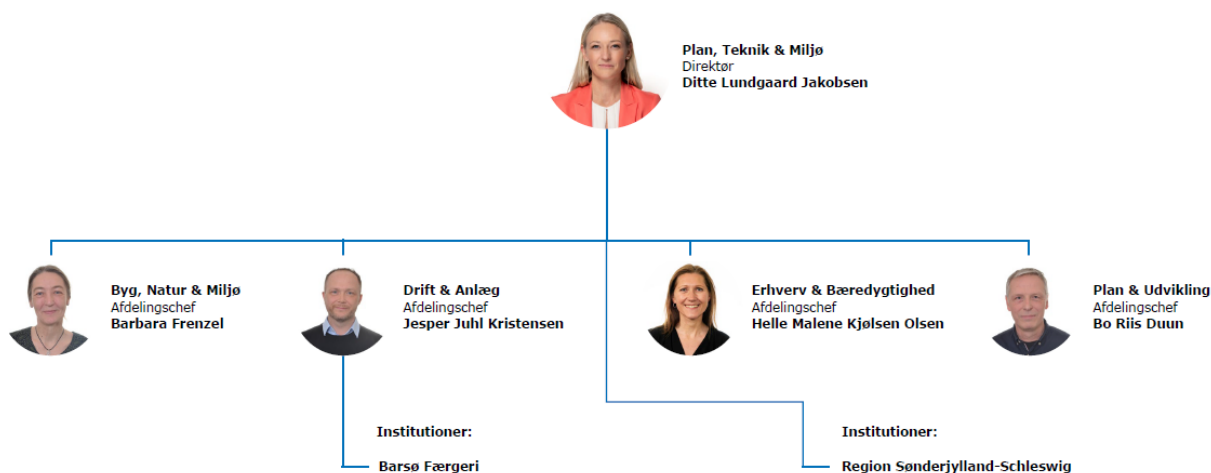 Plan, Teknik & Miljø
Direktør
Ditte Lundgaard Jakobsen
Byg, Natur & Miljø
Afdelingschef
Barbara Frenzel
Drift & Anlæg
Afdelingschef
Jesper Juhl Kristensen
Erhverv & Bæredygtighed
Afdelingschef
Helle Malene Kjølsen Olsen
Plan & Udvikling
Afdelingschef
Bo Riis Duun
Institutioner:
Barsø Færgeri
Institutioner:
Region Sønderjylland-Schleswig